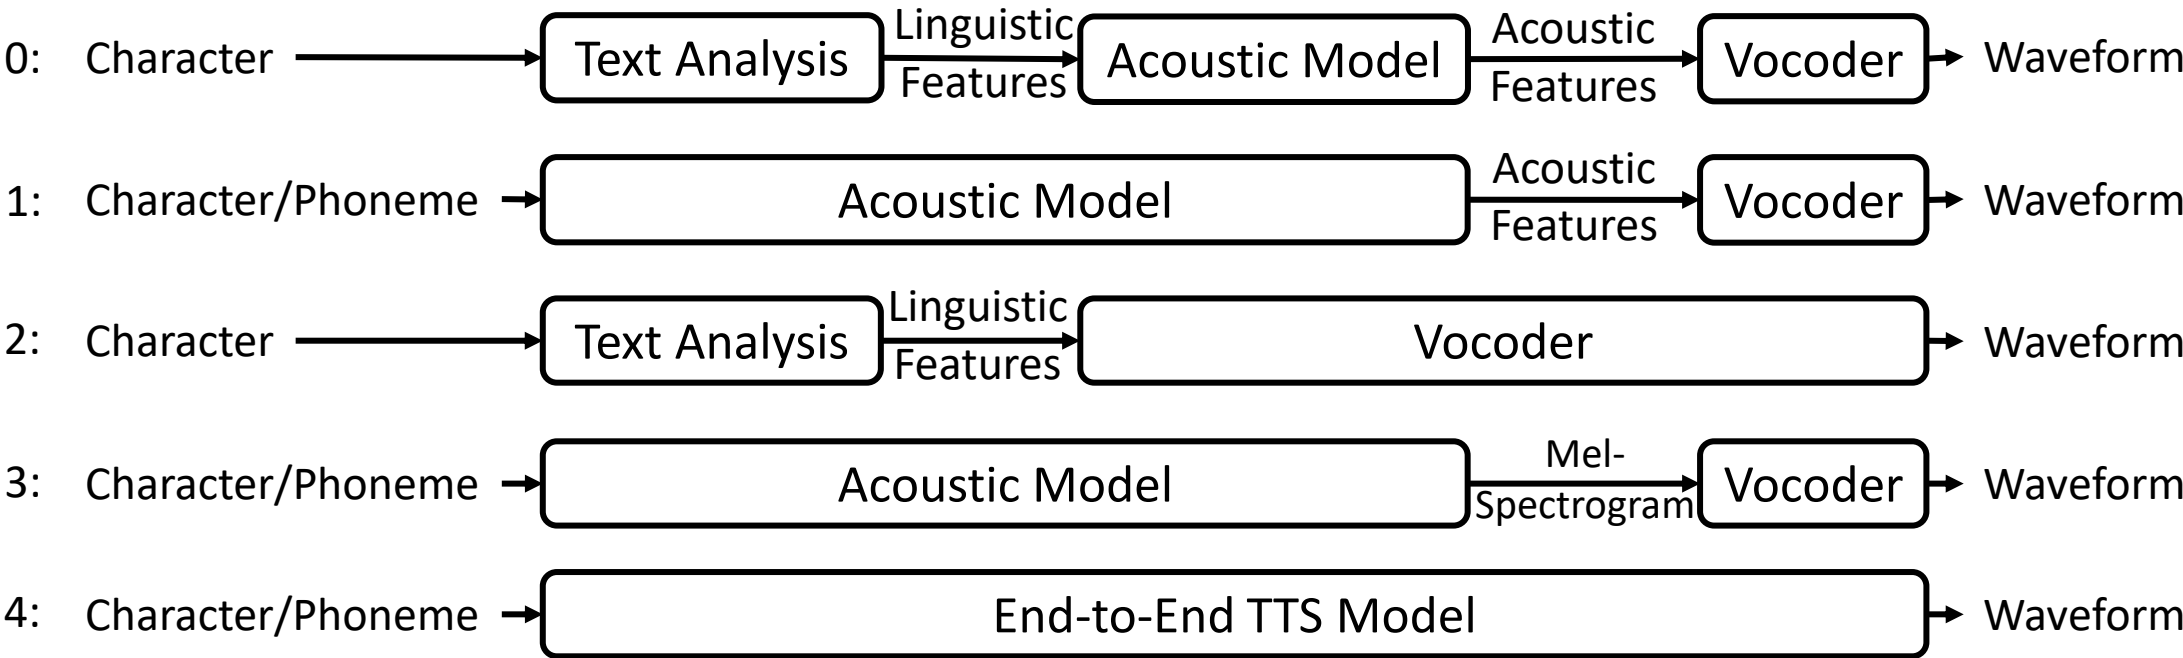 0: Character Text Analysis Linguistic Features Acoustic Model Acoustic Features Vocoder Waveform
1: Character/Phoneme Acoustic Model Acoustic Features Vocoder Waveform
2: Character Text Analysis Linguistic Features Vocoder Waveform
3: Character/Phoneme Acoustic Model Mel-Spectrogram Vocoder Waveform
4: Character/Phoneme End-to-End TTS Model Waveform